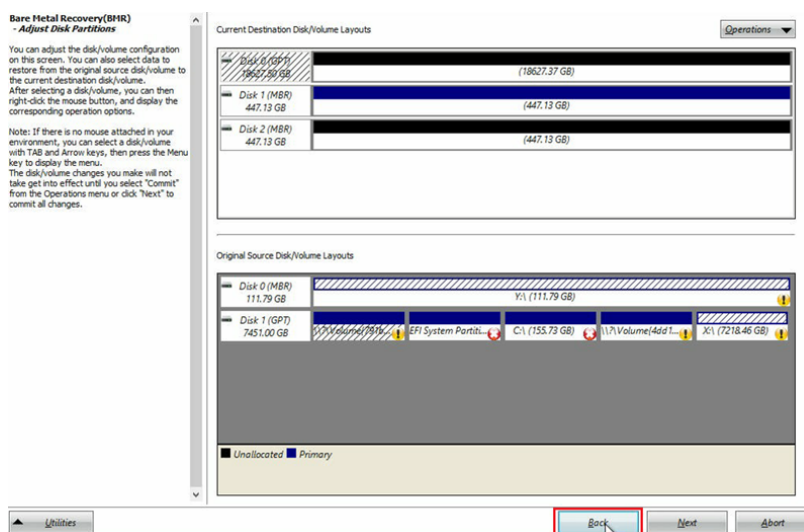 Bare Metal Recovery(BMR)
- Adjust Disk Partitions
You can adjust the disk/volume configuration
on this screen. You can also select data to
restore from the original source disk/volume to
the current destination disk/volume.
After selecting a disk/volume, you can then
right-click the mouse button, and display the
corresponding operation options.
Note: If there is no mouse attached in your
environment, you can select a disk/volume
with TAB and Arrow keys, then press the Menu
key to display the menu.
The disk/volume changes you make will not
take get into effect until you select "Commit"
from the Operations menu or click "Next" to
commit all changes.
Current Destination Disk/Volume Layouts
Operations
Disk 0 (GPT)
18627.50 GB
(18627.37 GB)
Disk 1 (MBR)
447.13 GB
(447.13 GB)
Disk 2 (MBR)
447.13 GB
(447.13 GB)
Original Source Disk/Volume Layouts
Disk 0 (MBR)
111.79 GB
Y:\ (111.79 GB)
Disk 1 (GPT)
7451.00 GB
\\?\Volume{791b...
EFI System Partiti...
C:\ (155.73 GB)
\\?\Volume{4dd1...
X:\ (7218.46 GB)
Unallocated
Primary
Utilities
Back
Next
Abort